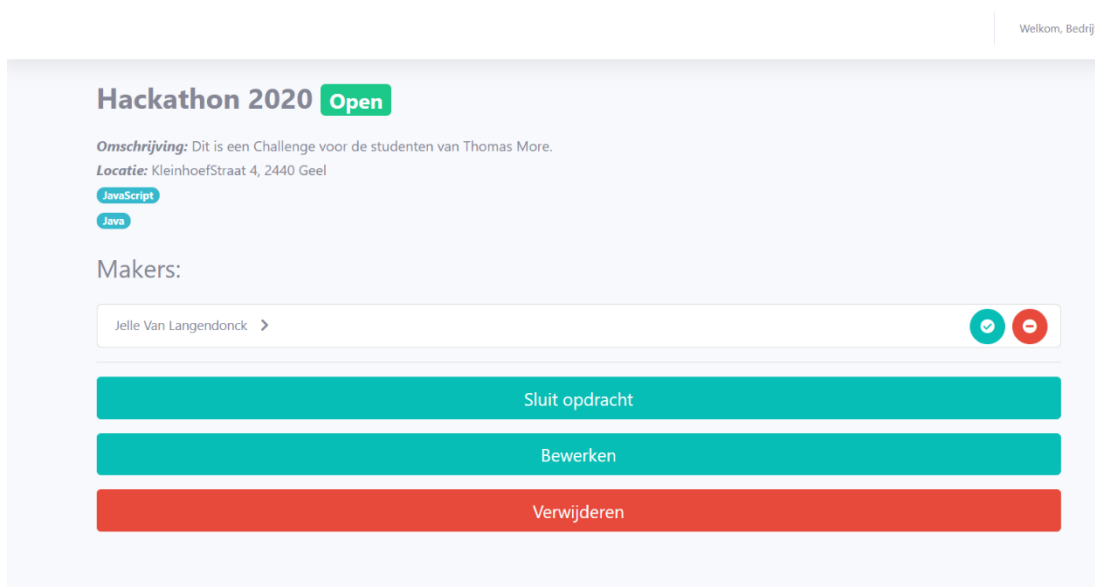 Welkom,
Hackathon 2020 Open
Omschrijving: Dit is een Challenge voor de studenten van Thomas More.
Locatie: KleinhoefStraat 4, 2440 Geel
JavaScript
Java
Makers:
Jelle Van Langendonck
Sluit opdracht
Bewerken
Verwijderen